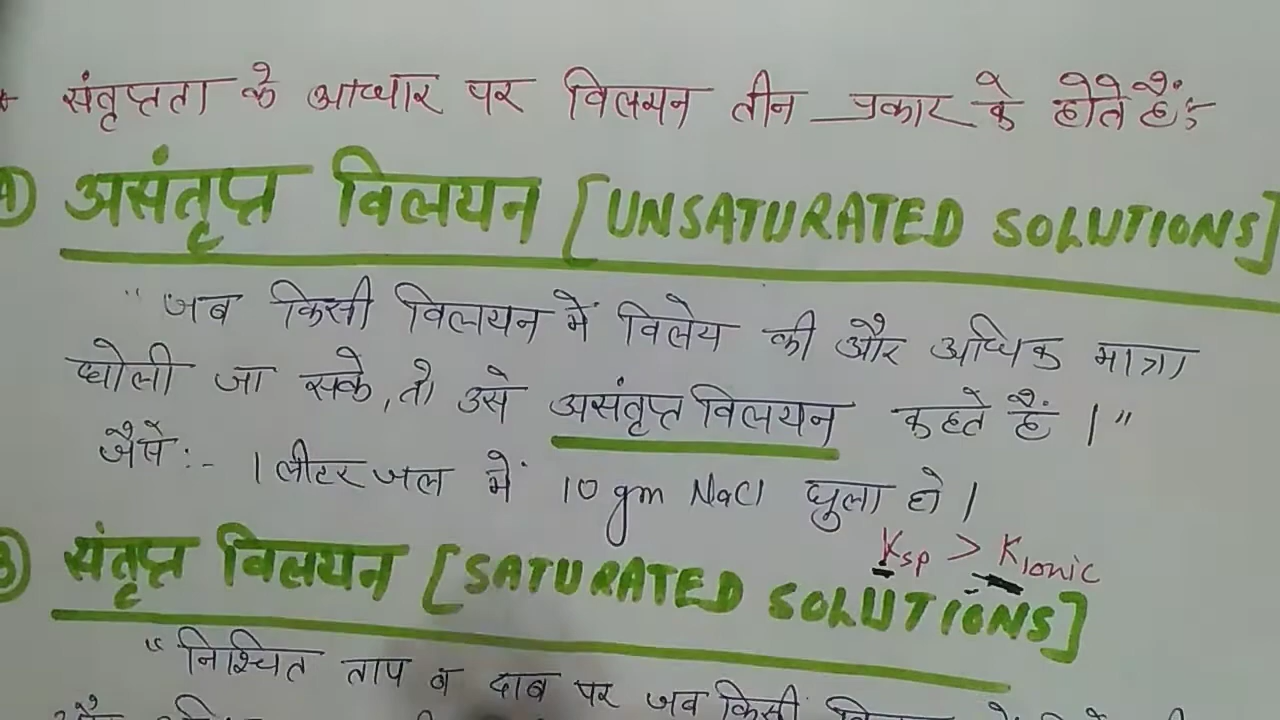 संतृप्तता के आधार पर विलयन तीन प्रकार के होते हैं:-
A) असंतृप्त विलयन [UNSATURATED SOLUTIONS]
"जब किसी विलयन में विलेय की और अधिक मात्रा
घोली जा सके, तो उसे असंतृप्त विलयन कहते हैं।"
जैसे:- 1 लीटर जल में 10 gm NaCl घुला हो।
Ksp > Kionic
B) संतृप्त विलयन [SATURATED SOLUTIONS]
"निश्चित ताप व दाब पर जब किसी